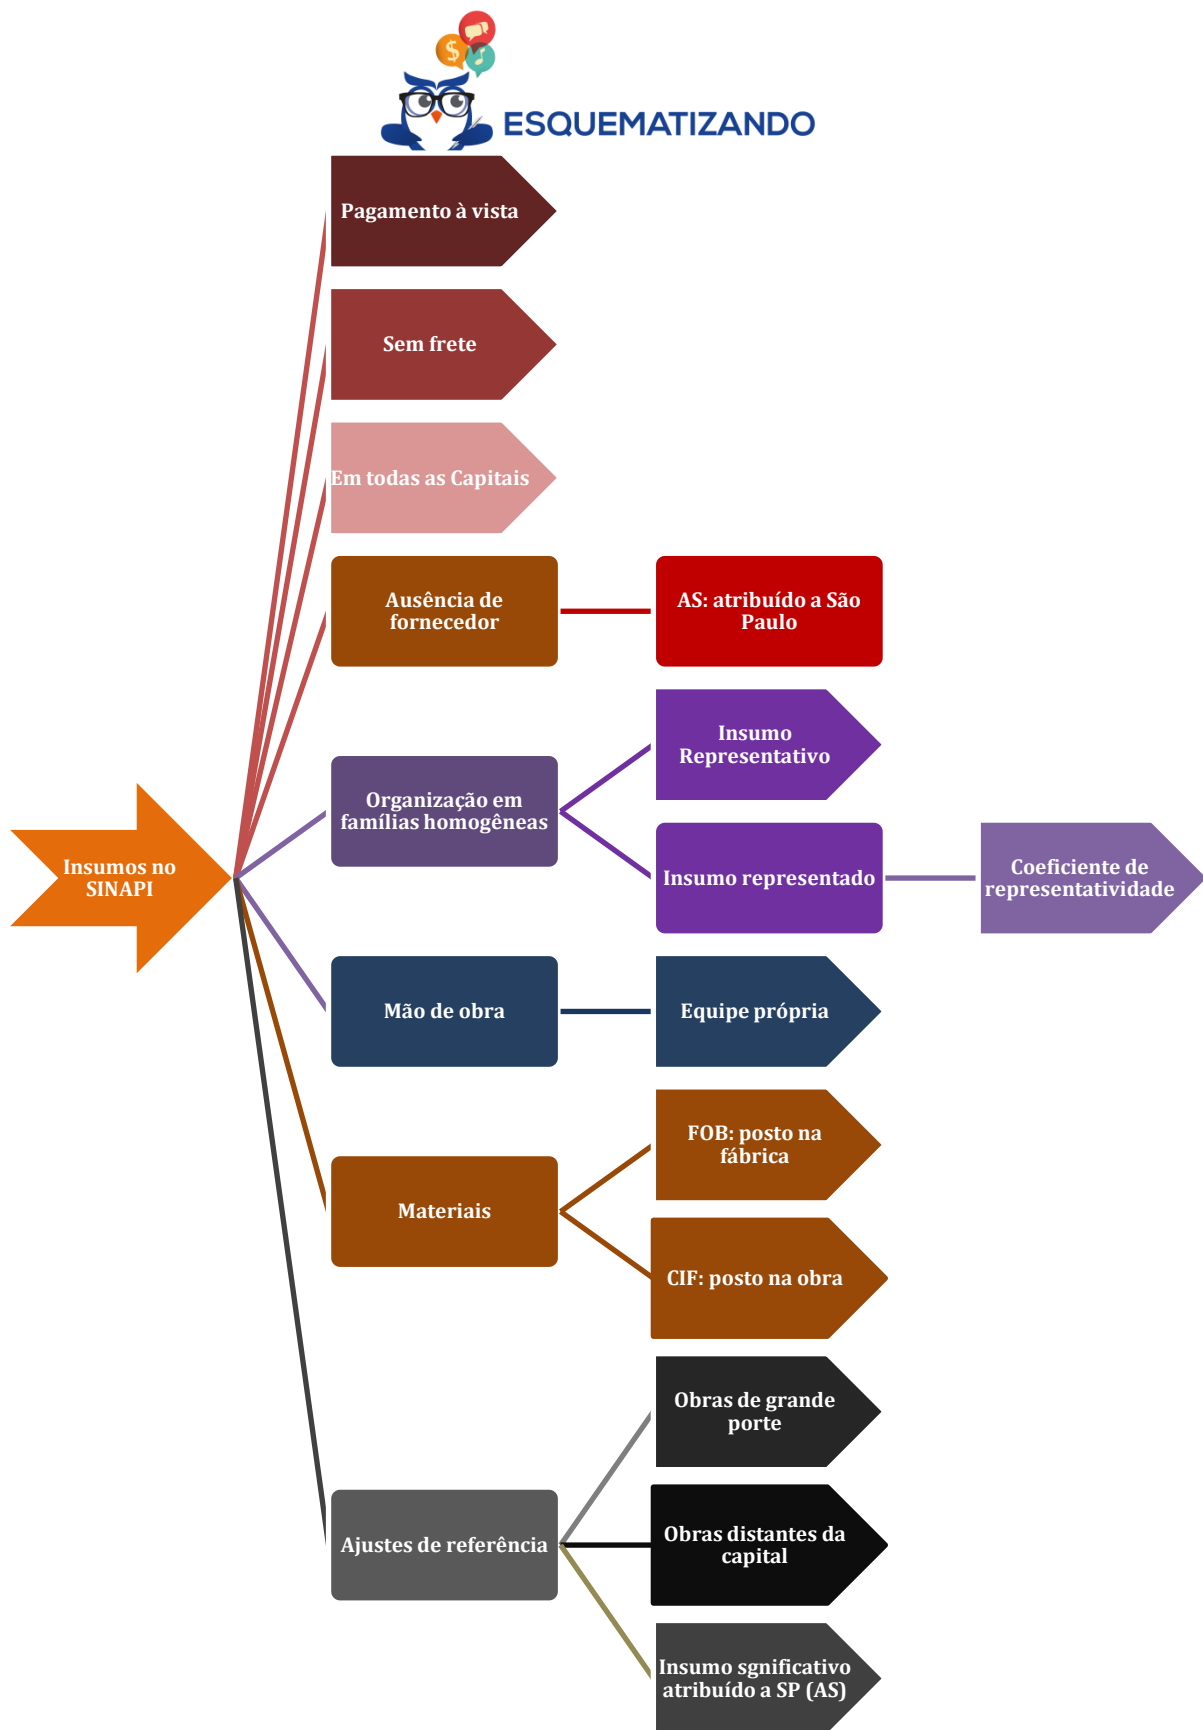 ESQUEMATIZANDO
Pagamento à vista
Sem frete
Em todas as Capitais
Ausência de
fornecedor
AS: atribuído a São
Paulo
Insumo
Representativo
Organização em
famílias homogêneas
Insumos no
SINAPI
Insumo representado
Coeficiente de
representatividade
Mão de obra
Equipe própria
FOB: posto na
fábrica
Materiais
CIF: posto na obra
Obras de grande
porte
Ajustes de referência
Obras distantes da
capital
Insumo sgnificativo
atribuído a SP (AS)